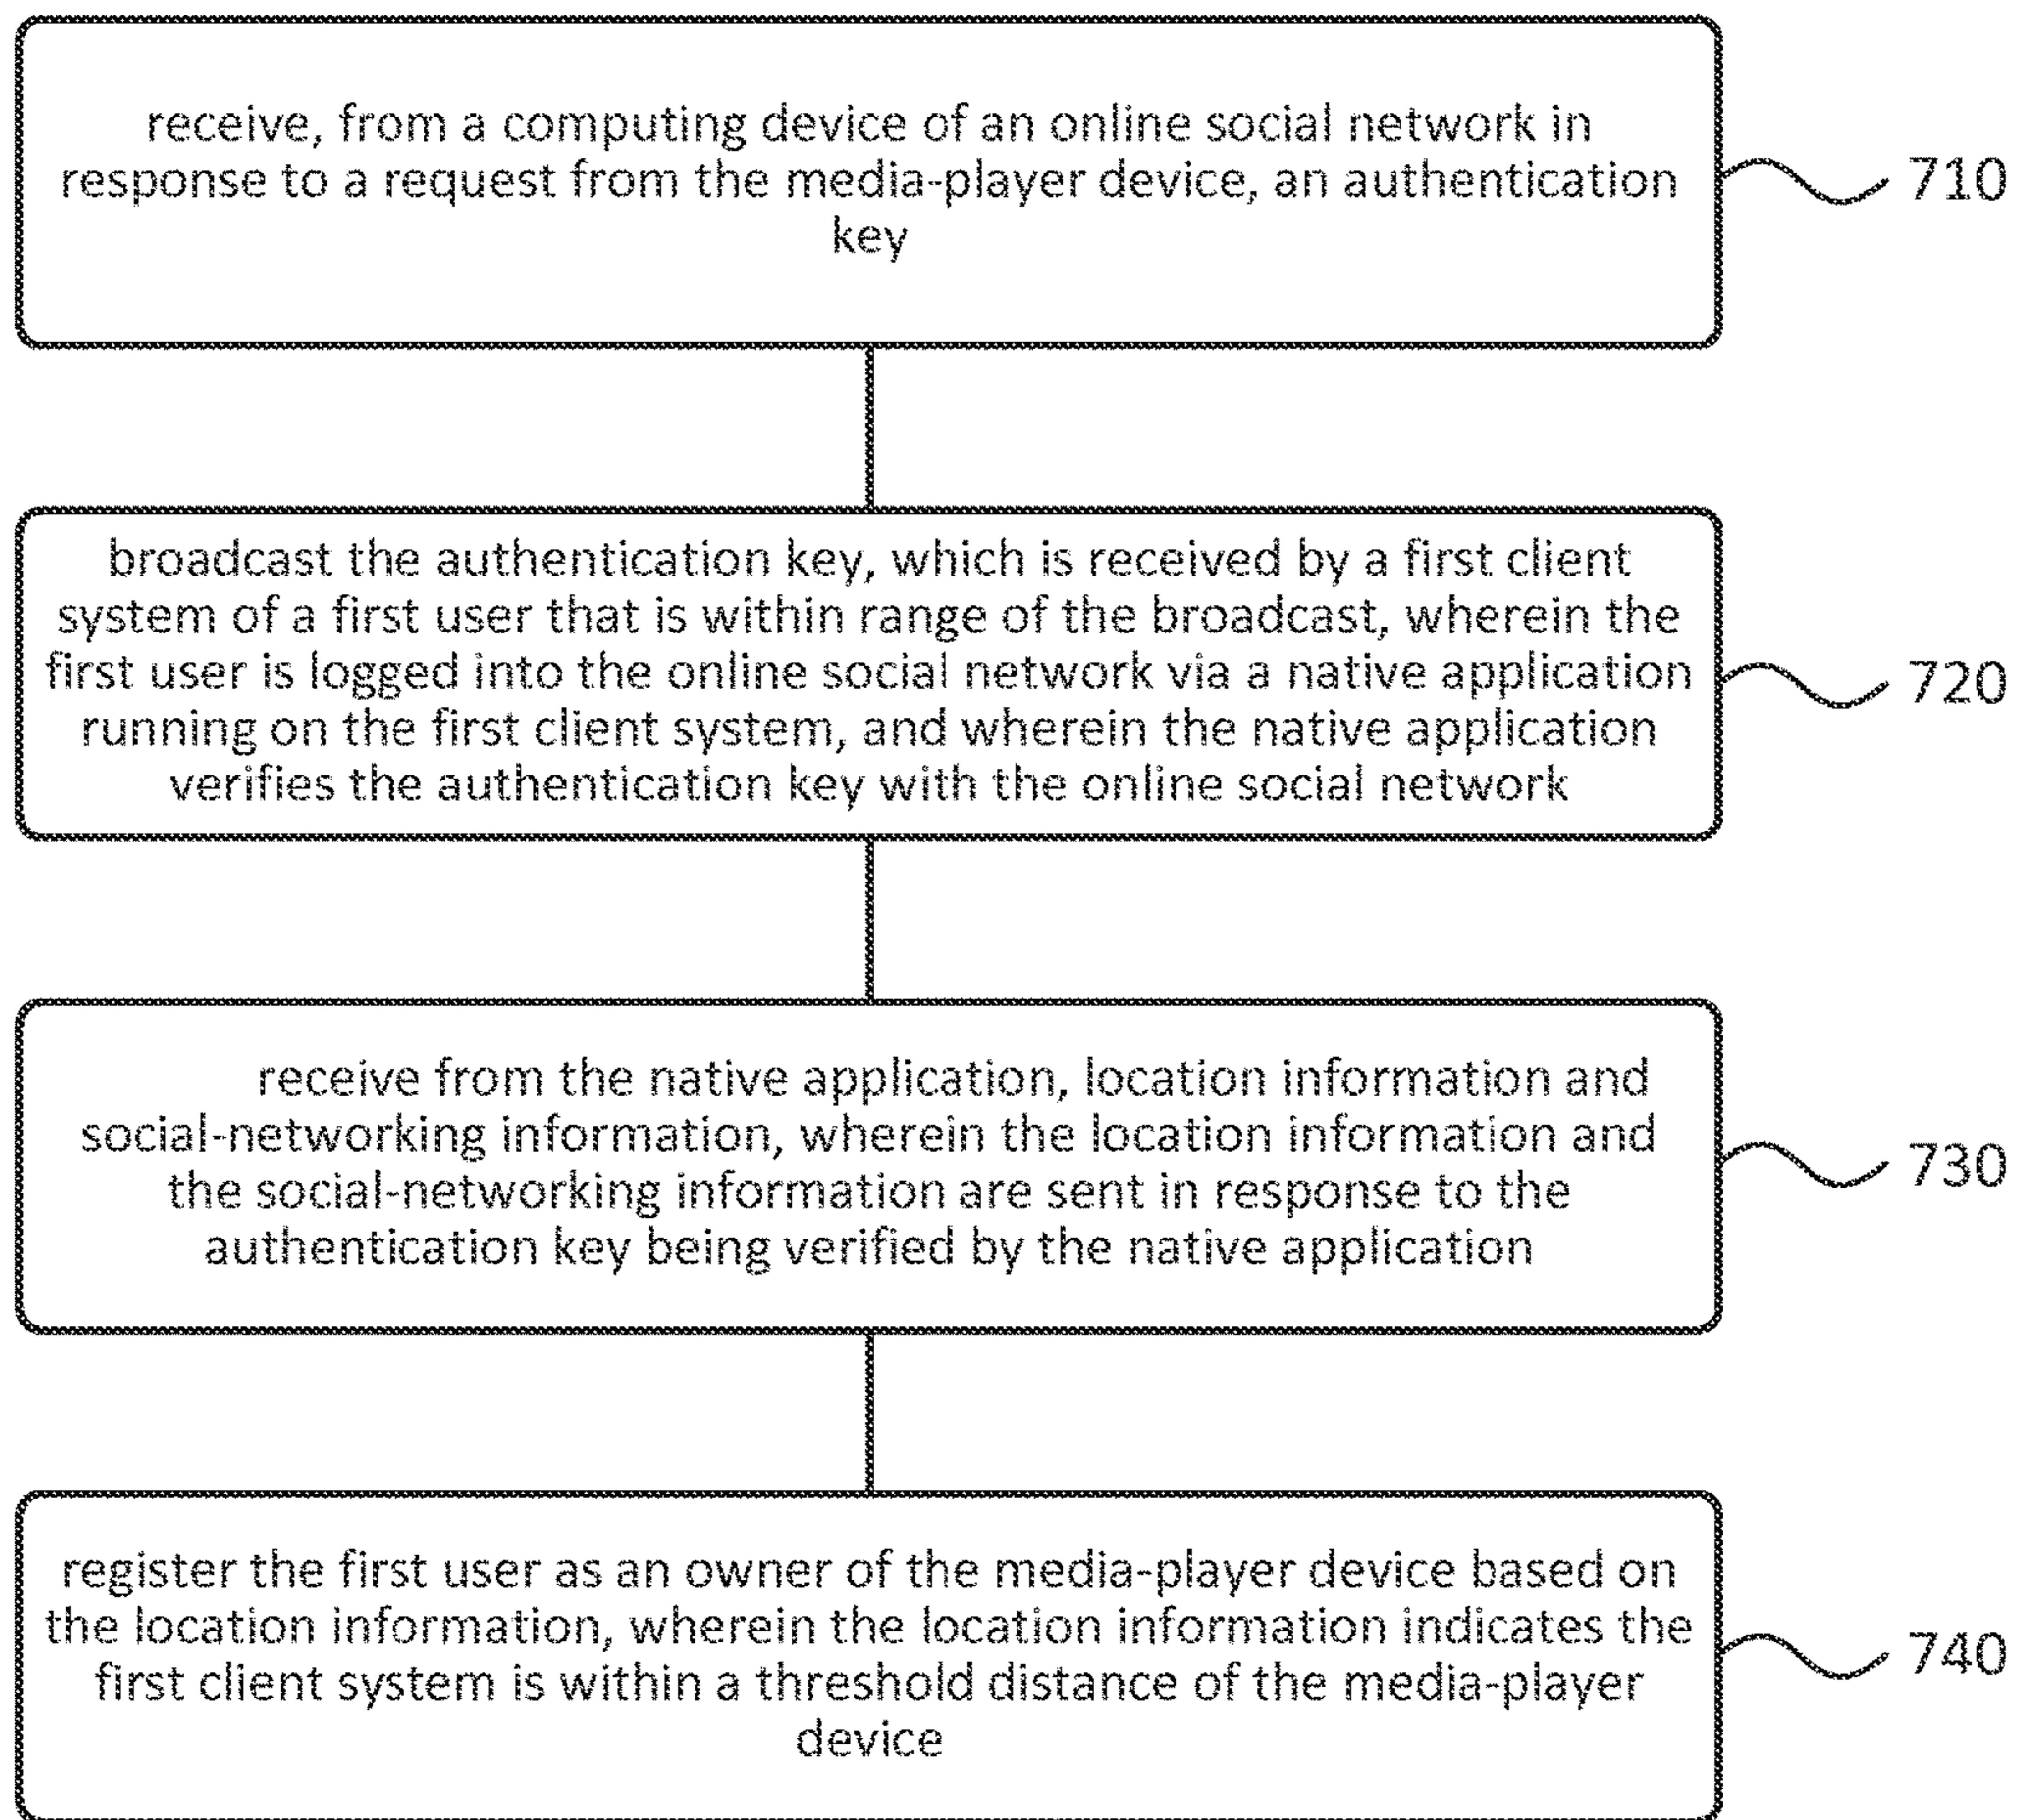 receive, from a computing device of an online social network in
response to a request from the media-player device, an authentication
key
710
broadcast the authentication key, which is received by a first client
system of a first user that is within range of the broadcast, wherein the
first user is logged into the online social network via a native application
running on the first client system, and wherein the native application
verifies the authentication key with the online social network
720
receive from the native application, location information and
social-networking information, wherein the location information and
the social-networking information are sent in response to the
authentication key being verified by the native application
730
register the first user as an owner of the media-player device based on
the location information, wherein the location information indicates the
first client system is within a threshold distance of the media-player
device
740